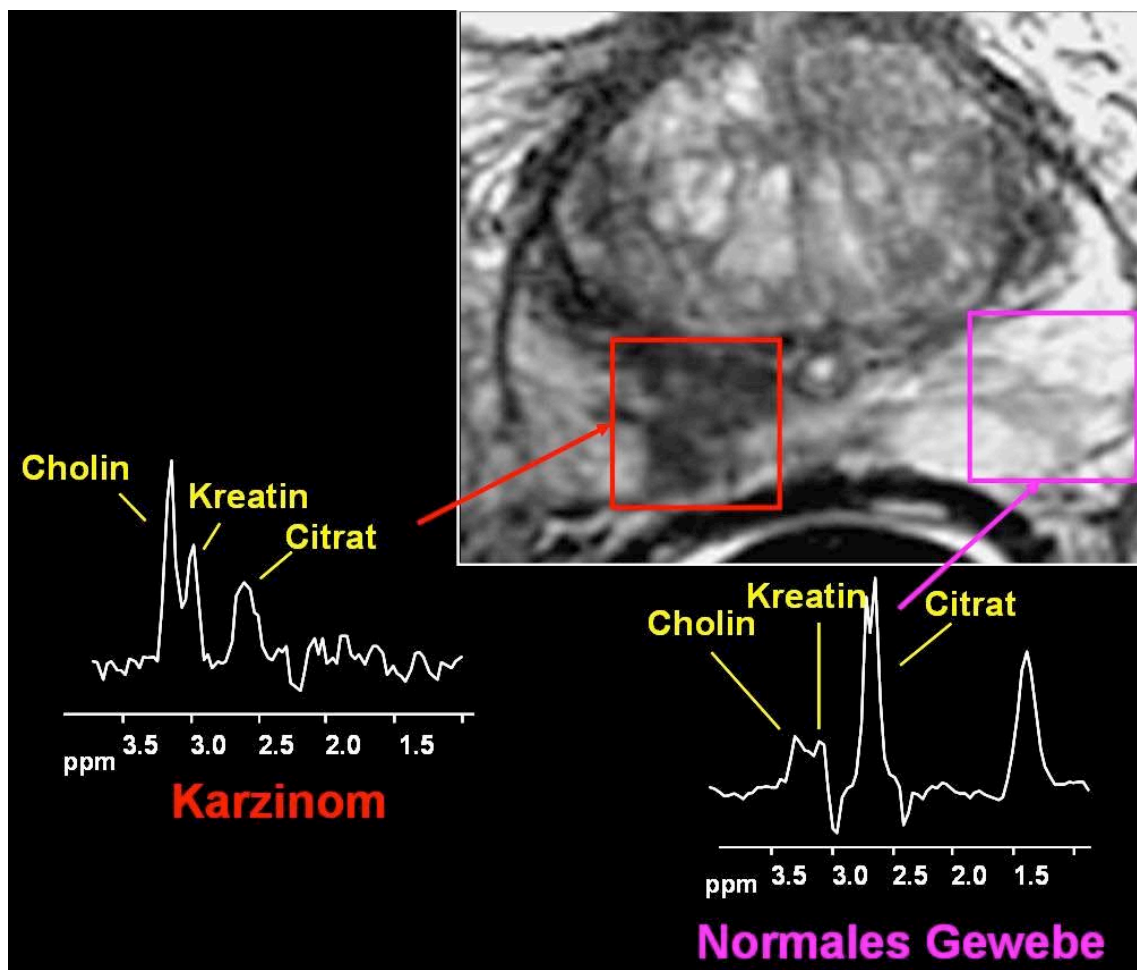 Cholin
Kreatin
Citrat
3.5 3.0 2.5 2.0 1.5
ppm
Karzinom
Kreatin
Citrat
Cholin
3.5 3.0 2.5 2.0 1.5
ppm
Normales Gewebe